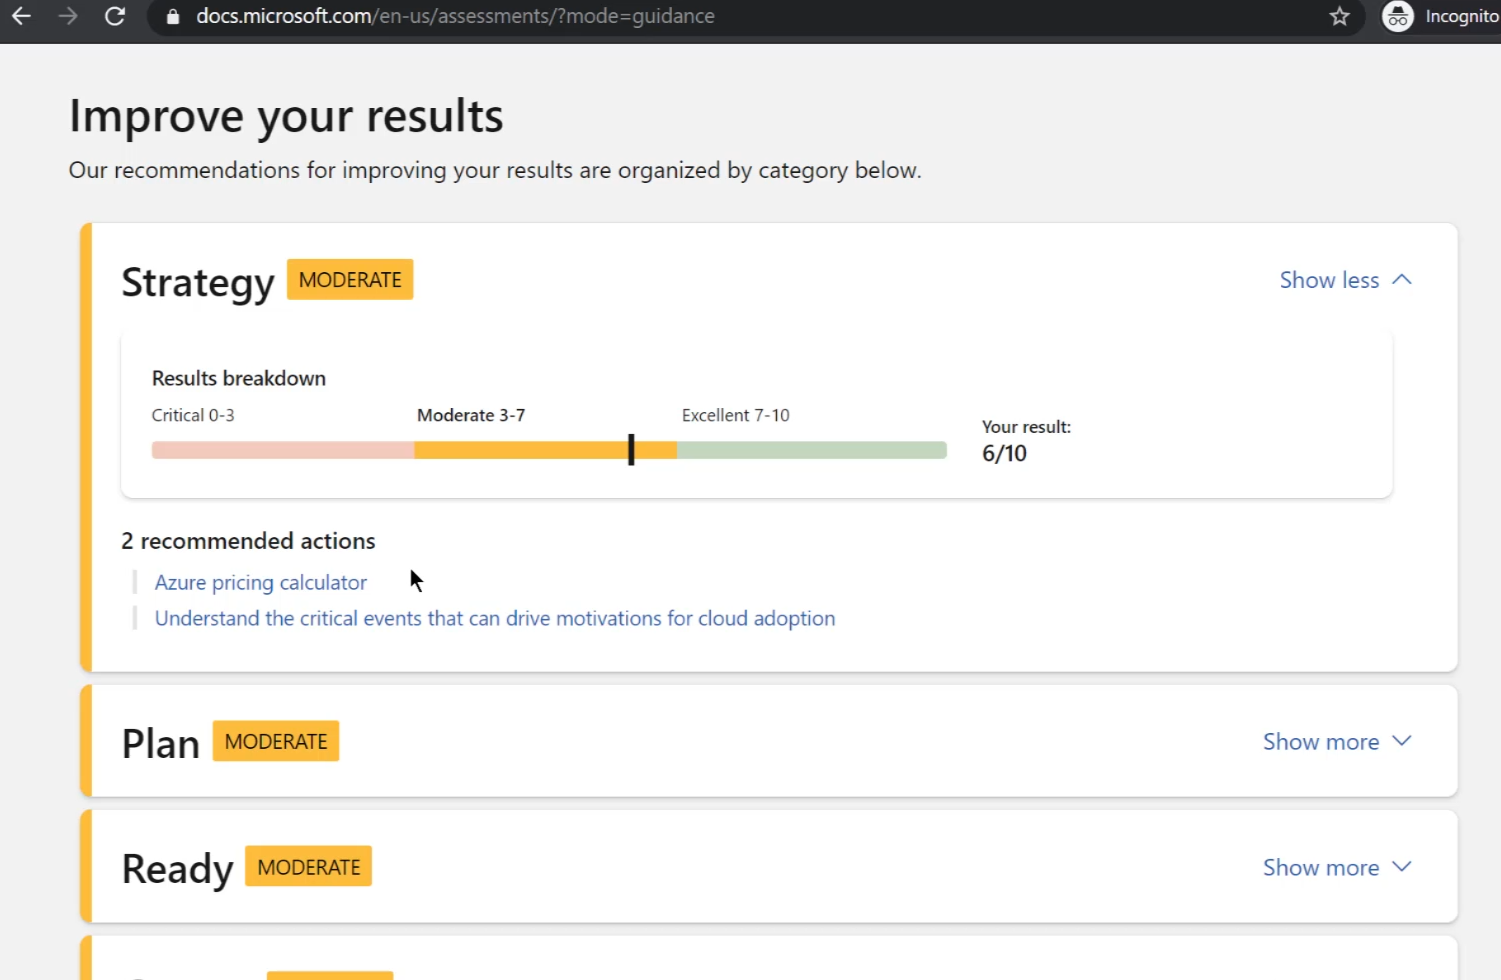 docs.microsoft.com/en-us/assessments/?mode=guidance
Incognito
Improve your results
Our recommendations for improving your results are organized by category below.
Strategy MODERATE
Show less
Results breakdown
Critical 0-3
Moderate 3-7
Excellent 7-10
Your result:
6/10
2 recommended actions
Azure pricing calculator
Understand the critical events that can drive motivations for cloud adoption
Plan MODERATE
Show more
Ready MODERATE
Show more